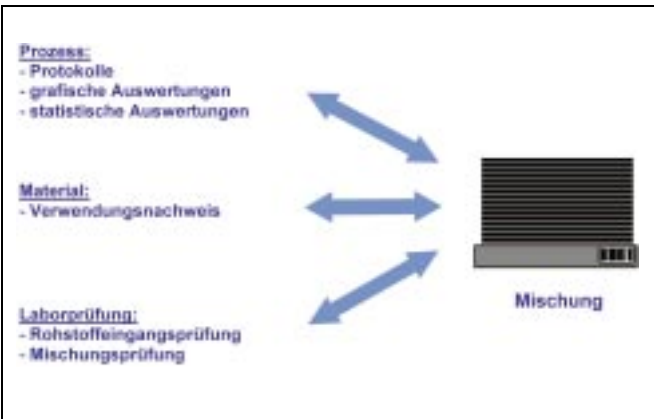 Prozess:
- Protokolle
- grafische Auswertungen
- statistische Auswertungen
Material:
- Verwendungsnachweis
Laborprüfung:
- Rohstoffeingangsprüfung
- Mischungsprüfung
Mischung